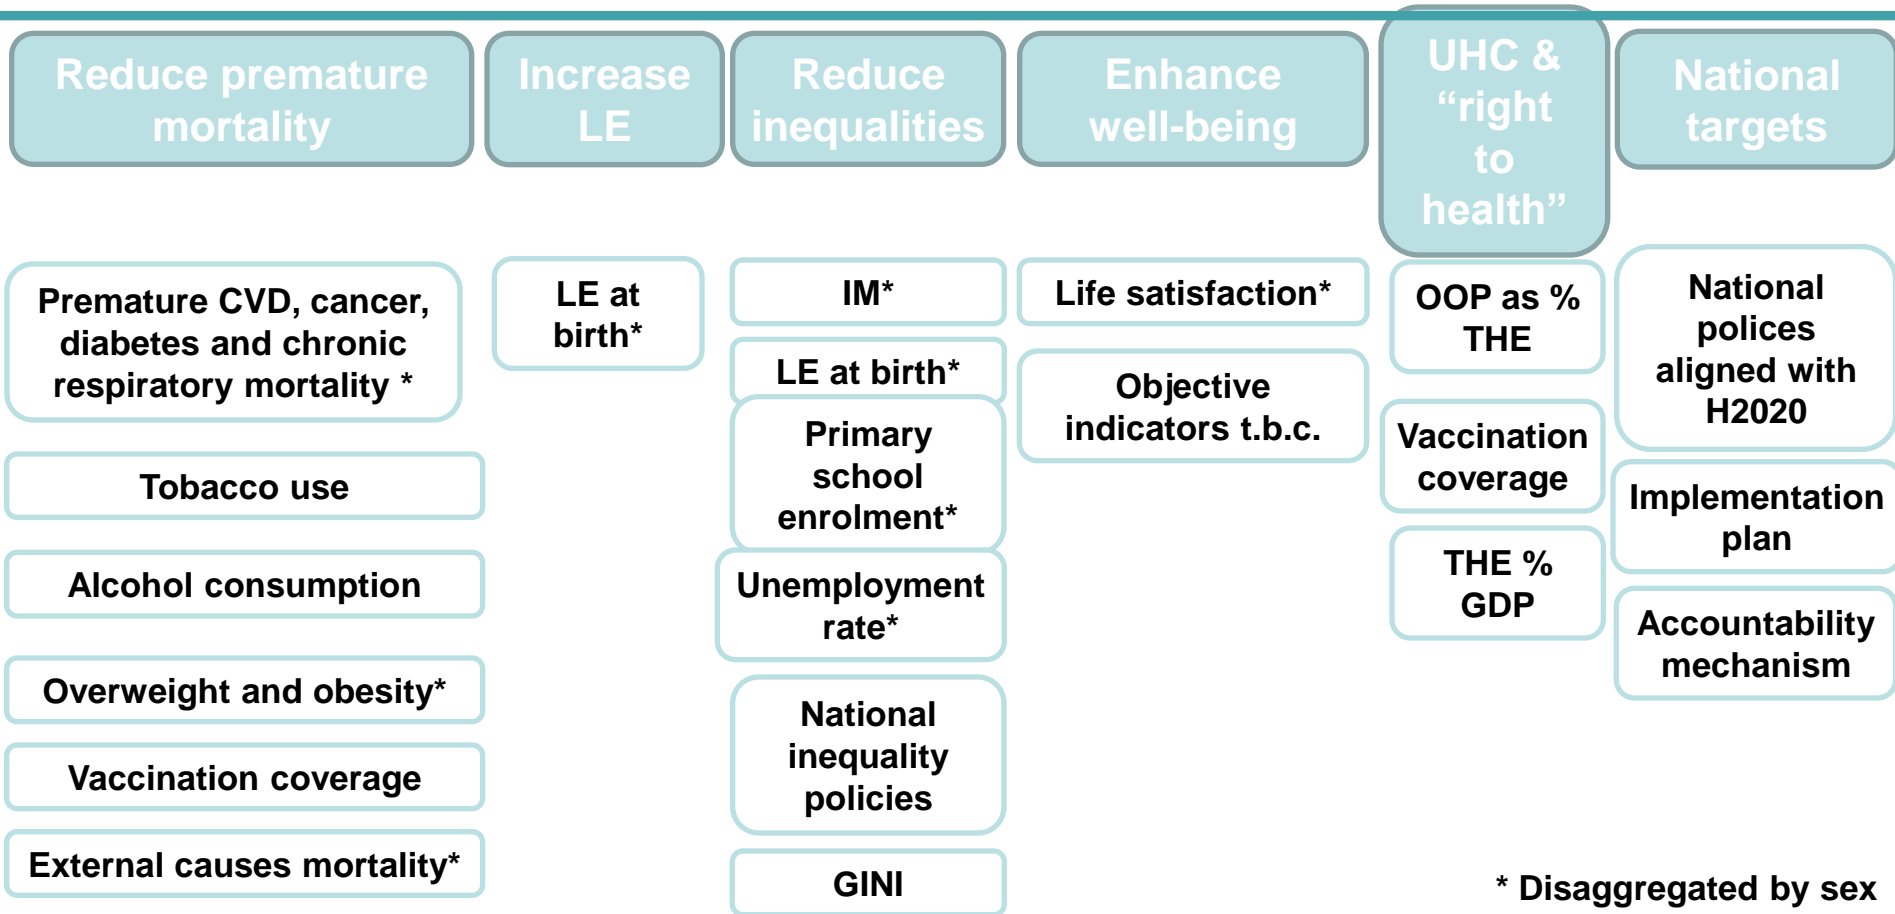 Reduce premature
mortality
Increase
LE
Reduce
inequalities
Enhance
well-being
UHC &
“right
to
health”
National
targets
Premature CVD, cancer,
diabetes and chronic
respiratory mortality *
Tobacco use
Alcohol consumption
Overweight and obesity*
Vaccination coverage
External causes mortality*
LE at
birth*
IM*
LE at birth*
Primary
school
enrolment*
Unemployment
rate*
National
inequality
policies
GINI
Life satisfaction*
Objective
indicators t.b.c.
OOP as %
THE
Vaccination
coverage
THE %
GDP
National
polices
aligned with
H2020
Implementation
plan
Accountability
mechanism
* Disaggregated by sex